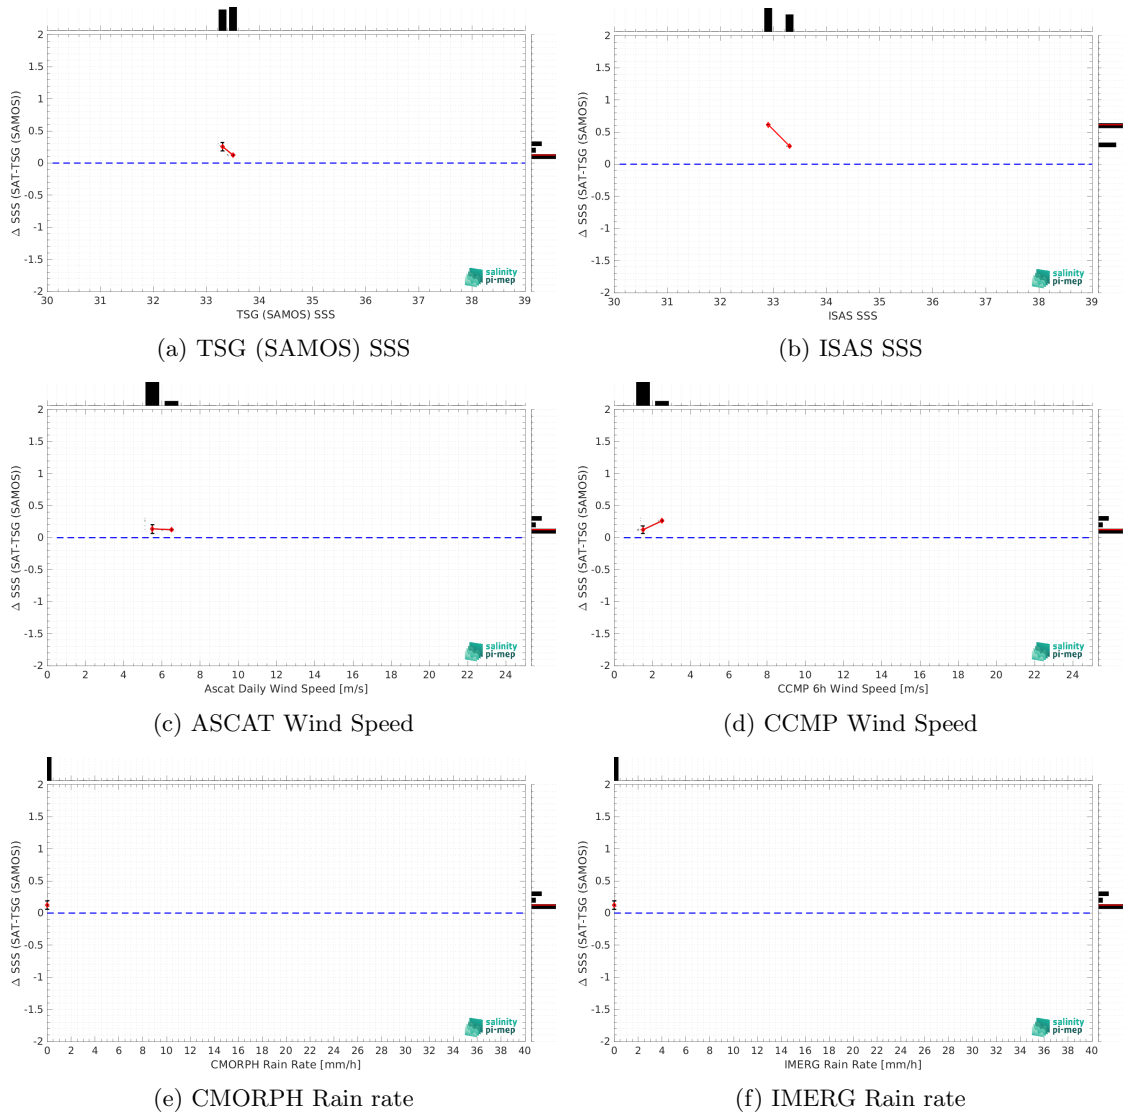 2
1.5
1
0.5
0
-0.5
-1
-1.5
-2
Δ SSS (SAT-TSG (SAMOS))
30 31 32 33 34 35 36 37 38 39
TSG (SAMOS) SSS
salinity
pi-mep
(a) TSG (SAMOS) SSS
2
1.5
1
0.5
0
-0.5
-1
-1.5
-2
Δ SSS (SAT-TSG (SAMOS))
30 31 32 33 34 35 36 37 38 39
ISAS SSS
salinity
pi-mep
(b) ISAS SSS
2
1.5
1
0.5
0
-0.5
-1
-1.5
-2
Δ SSS (SAT-TSG (SAMOS))
0 2 4 6 8 10 12 14 16 18 20 22 24
Ascat Daily Wind Speed [m/s]
salinity
pi-mep
(c) ASCAT Wind Speed
2
1.5
1
0.5
0
-0.5
-1
-1.5
-2
Δ SSS (SAT-TSG (SAMOS))
0 2 4 6 8 10 12 14 16 18 20 22 24
CCMP 6h Wind Speed [m/s]
salinity
pi-mep
(d) CCMP Wind Speed
2
1.5
1
0.5
0
-0.5
-1
-1.5
-2
Δ SSS (SAT-TSG (SAMOS))
0 2 4 6 8 10 12 14 16 18 20 22 24 26 28 30 32 34 36 38 40
CMORPH Rain Rate [mm/h]
salinity
pi-mep
(e) CMORPH Rain rate
2
1.5
1
0.5
0
-0.5
-1
-1.5
-2
Δ SSS (SAT-TSG (SAMOS))
0 2 4 6 8 10 12 14 16 18 20 22 24 26 28 30 32 34 36 38 40
IMERG Rain Rate [mm/h]
salinity
pi-mep
(f) IMERG Rain rate